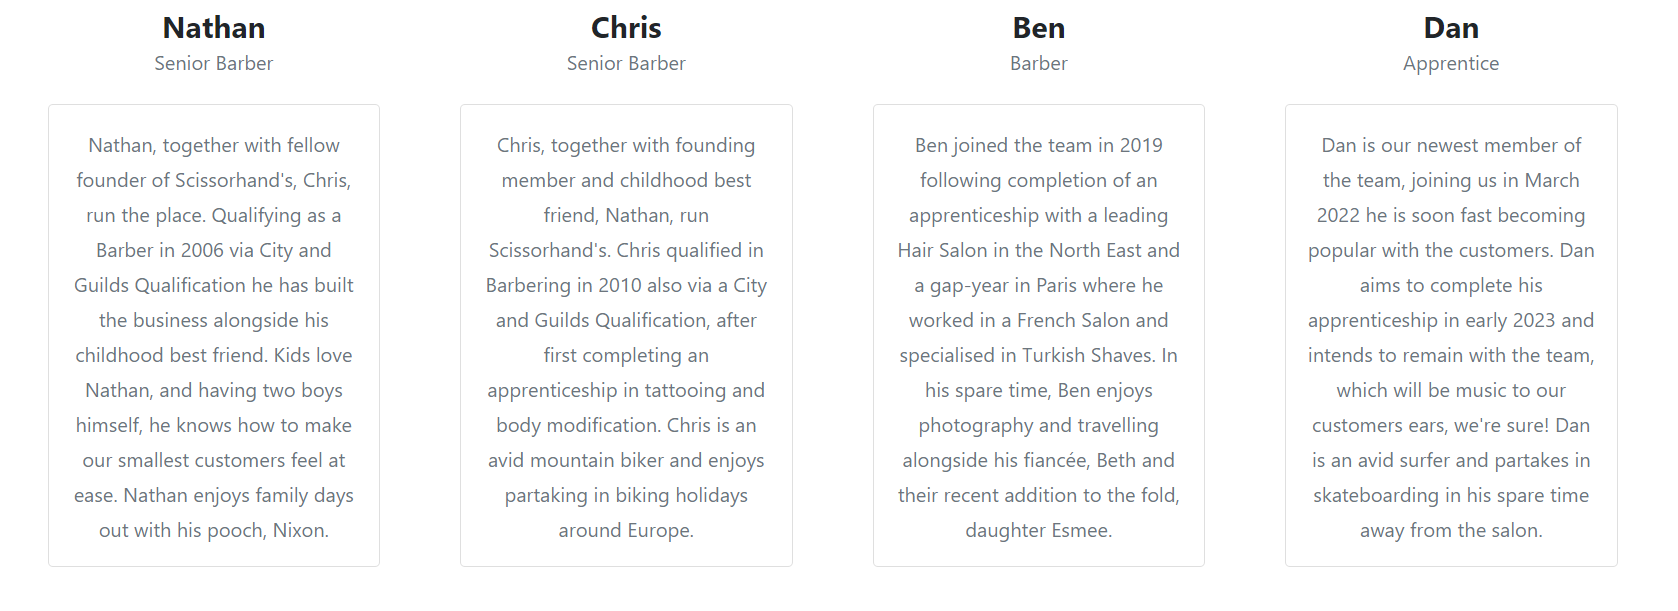 Nathan
Senior Barber
Nathan, together with fellow
founder of Scissorhand's, Chris,
run the place. Qualifying as a
Barber in 2006 via City and
Guilds Qualification he has built
the business alongside his
childhood best friend. Kids love
Nathan, and having two boys
himself, he knows how to make
our smallest customers feel at
ease. Nathan enjoys family days
out with his pooch, Nixon.
Chris
Senior Barber
Chris, together with founding
member and childhood best
friend, Nathan, run
Scissorhand's. Chris qualified in
Barbering in 2010 also via a City
and Guilds Qualification, after
first completing an
apprenticeship in tattooing and
body modification. Chris is an
avid mountain biker and enjoys
partaking in biking holidays
around Europe.
Ben
Barber
Ben joined the team in 2019
following completion of an
apprenticeship with a leading
Hair Salon in the North East and
a gap-year in Paris where he
worked in a French Salon and
specialised in Turkish Shaves. In
his spare time, Ben enjoys
photography and travelling
alongside his fiancée, Beth and
their recent addition to the fold,
daughter Esmee.
Dan
Apprentice
Dan is our newest member of
the team, joining us in March
2022 he is soon fast becoming
popular with the customers. Dan
aims to complete his
apprenticeship in early 2023 and
intends to remain with the team,
which will be music to our
customers ears, we're sure! Dan
is an avid surfer and partakes in
skateboarding in his spare time
away from the salon.